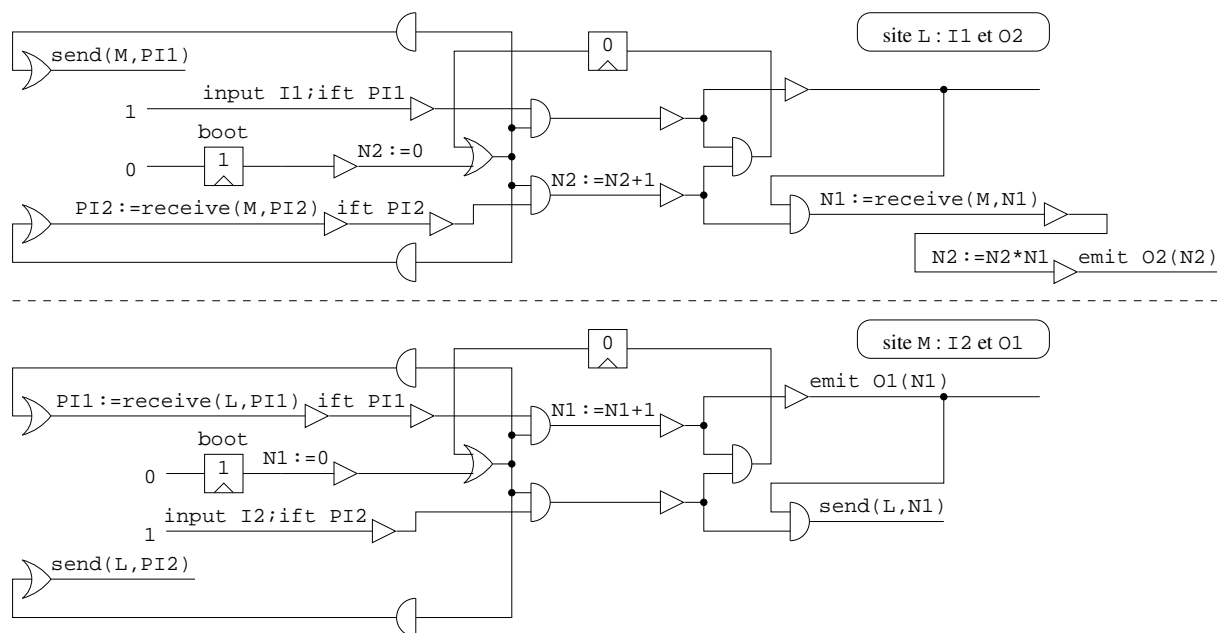 site L : I1 et O2
0
send(M,PI1)
input I1;ift PI1
1
boot
N2:=0
1
0
N2:=N2+1
PI2:=receive(M,PI2)
ift PI2
N1:=receive(M,N1)
N2:=N2*N1
emit O2(N2)
site M : I2 et O1
0
emit O1(N1)
PI1:=receive(L,PI1)
ift PI1
N1:=N1+1
boot
N1:=0
1
0
input I2;ift PI2
1
send(L,N1)
send(L,PI2)